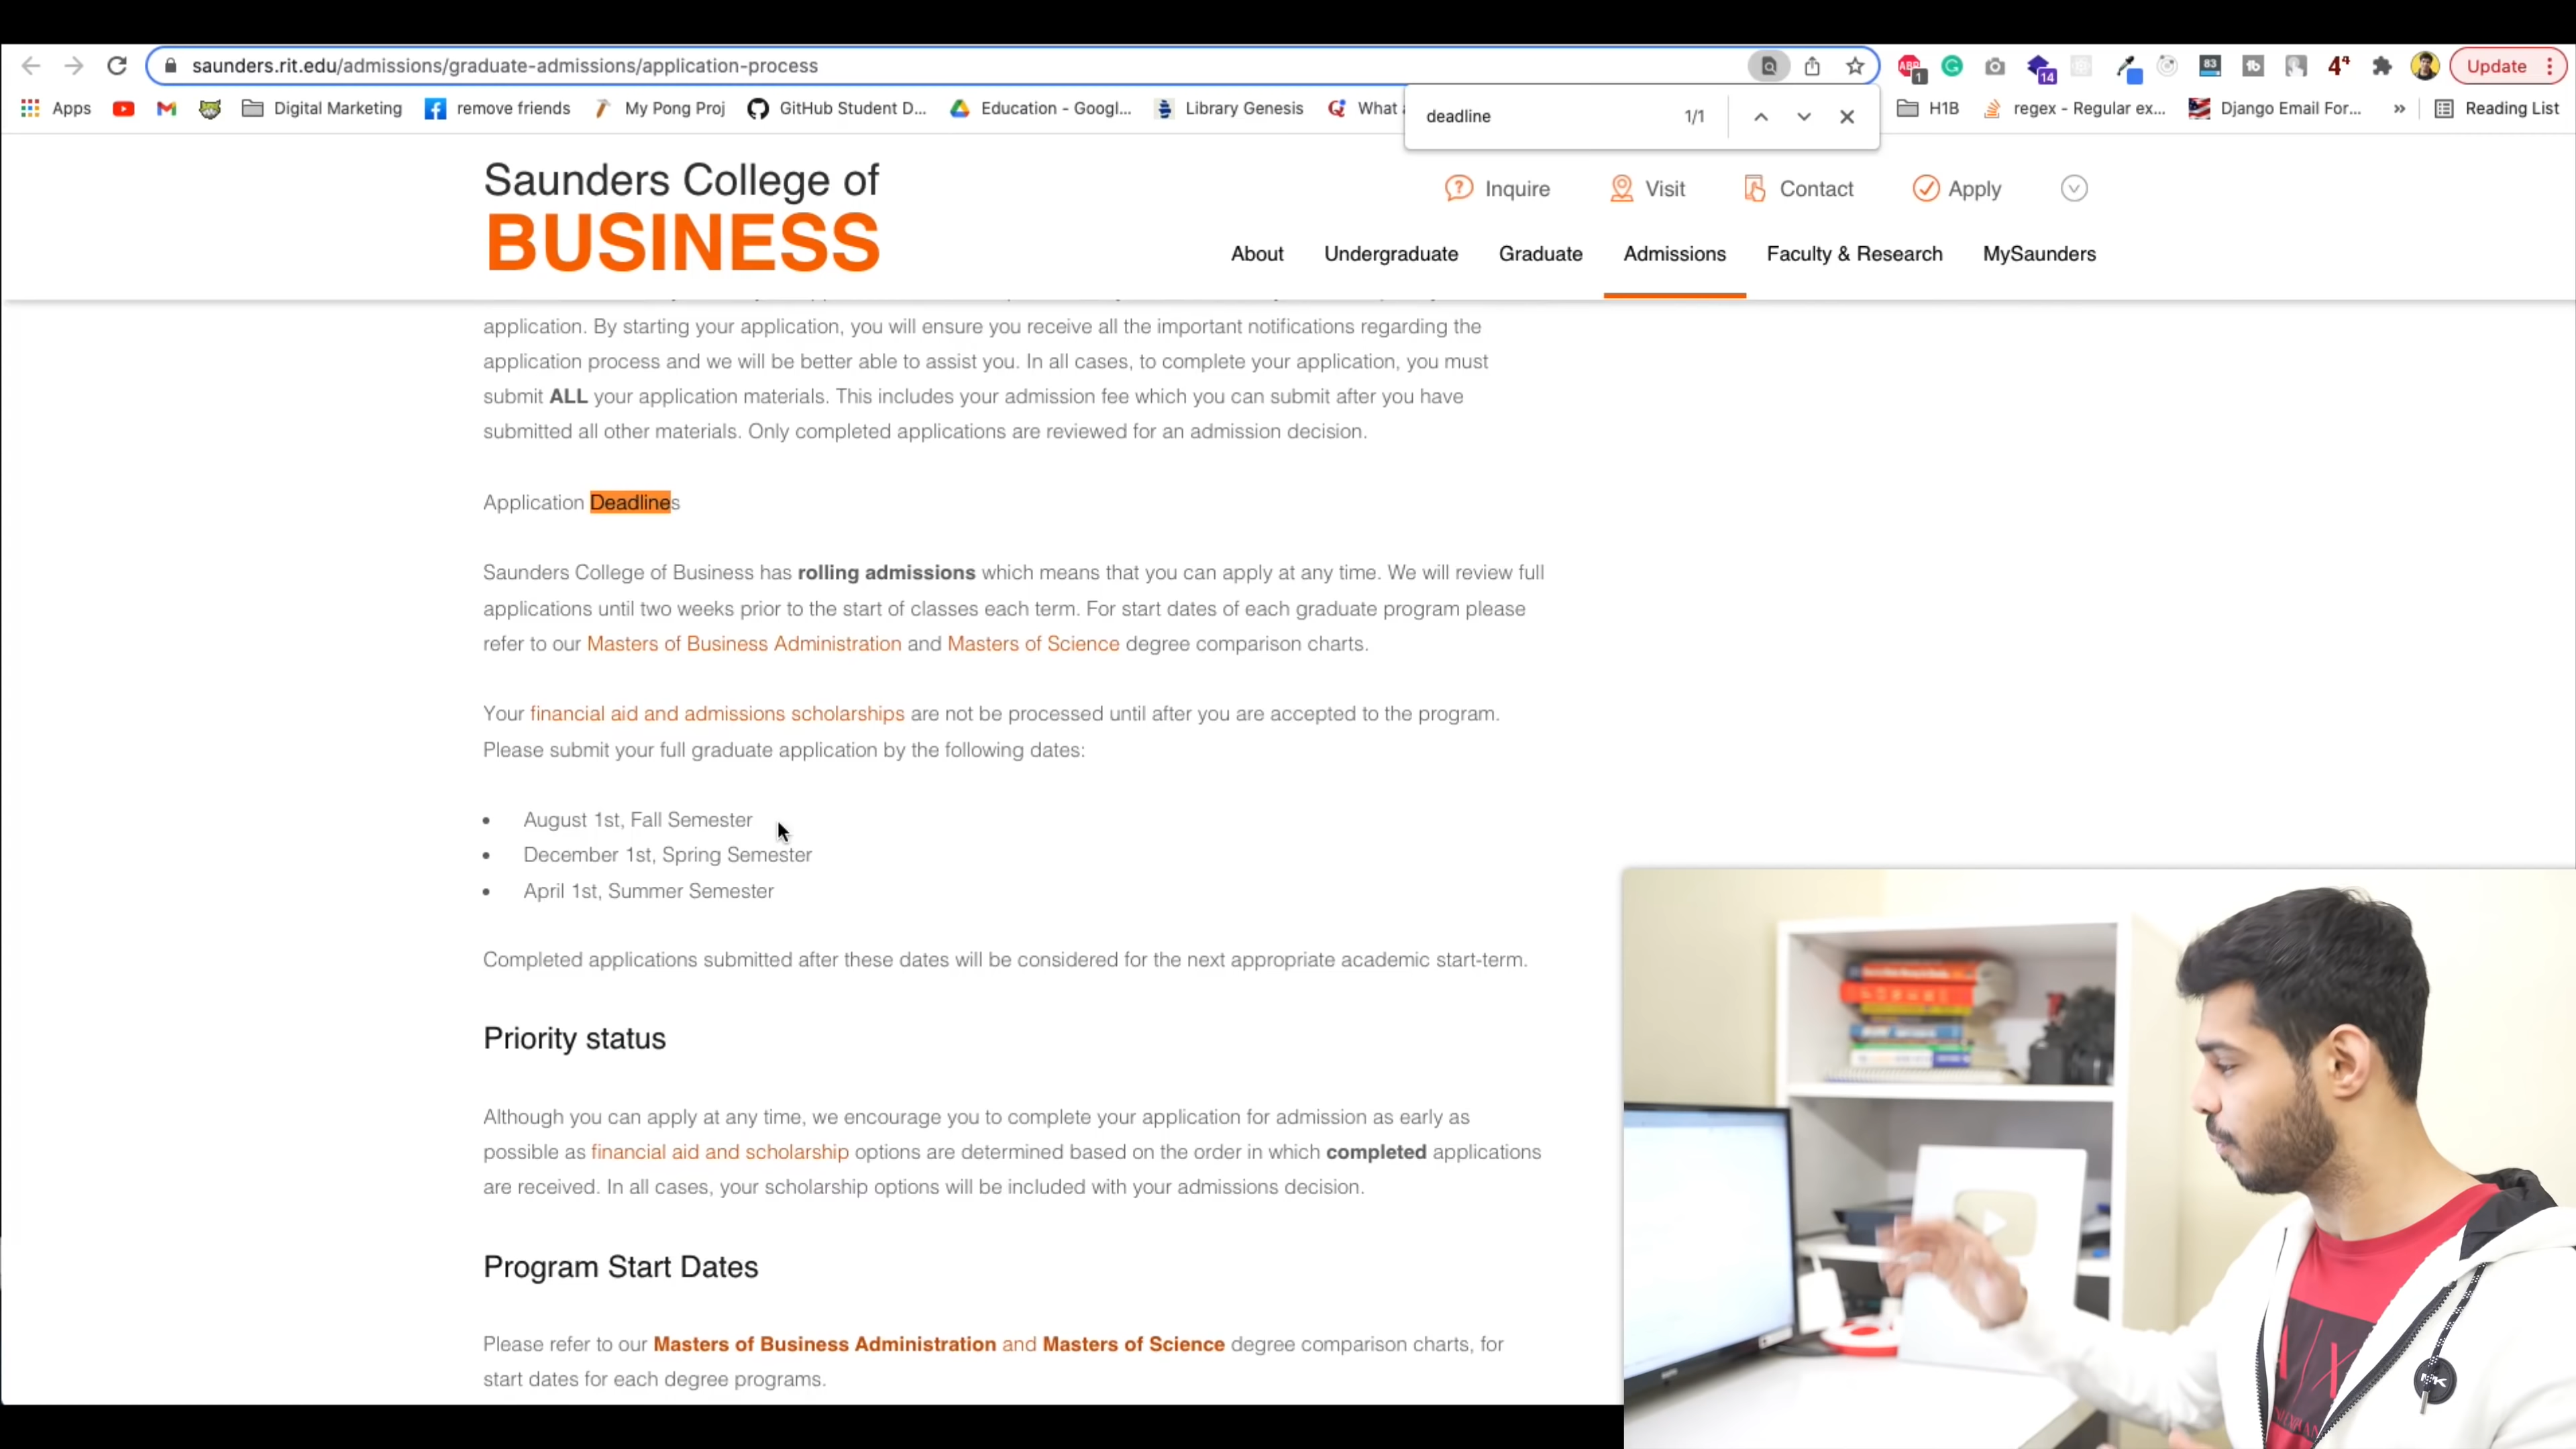 saunders.rit.edu/admissions/graduate-admissions/application-process
ABP
1
14
83
tb
4⁴
Update
Apps
Digital Marketing
remove friends
My Pong Proj
GitHub Student D...
Education - Googl...
Library Genesis
What
H1B
regex - Regular ex...
Django Email For...
»
Reading List
deadline
1/1
Saunders College of
BUSINESS
Inquire
Visit
Contact
Apply
About
Undergraduate
Graduate
Admissions
Faculty & Research
MySaunders
application. By starting your application, you will ensure you receive all the important notifications regarding the
application process and we will be better able to assist you. In all cases, to complete your application, you must
submit ALL your application materials. This includes your admission fee which you can submit after you have
submitted all other materials. Only completed applications are reviewed for an admission decision.
Application Deadlines
Saunders College of Business has rolling admissions which means that you can apply at any time. We will review full
applications until two weeks prior to the start of classes each term. For start dates of each graduate program please
refer to our Masters of Business Administration and Masters of Science degree comparison charts.
Your financial aid and admissions scholarships are not be processed until after you are accepted to the program.
Please submit your full graduate application by the following dates:
• August 1st, Fall Semester
• December 1st, Spring Semester
• April 1st, Summer Semester
Completed applications submitted after these dates will be considered for the next appropriate academic start-term.
Priority status
Although you can apply at any time, we encourage you to complete your application for admission as early as
possible as financial aid and scholarship options are determined based on the order in which completed applications
are received. In all cases, your scholarship options will be included with your admissions decision.
Program Start Dates
Please refer to our Masters of Business Administration and Masters of Science degree comparison charts, for
start dates for each degree programs.